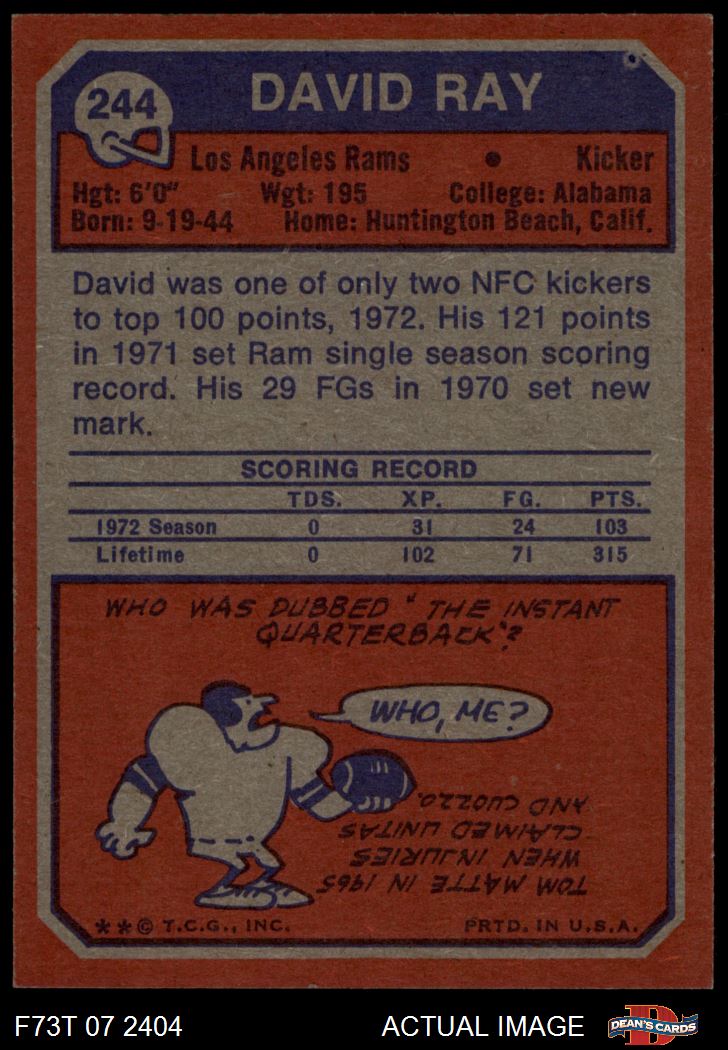 244
DAVID RAY
Los Angeles Rams • Kicker
Hgt: 6'0" Wgt: 195 College: Alabama
Born: 9-19-44 Home: Huntington Beach, Calif.
David was one of only two NFC kickers
to top 100 points, 1972. His 121 points
in 1971 set Ram single season scoring
record. His 29 FGs in 1970 set new
mark.
SCORING RECORD
TDS. XP. FG. PTS.
1972 Season 0 31 24 103
Lifetime 0 102 71 315
WHO WAS DUBBED "THE INSTANT
QUARTERBACK"?
WHO, ME?
TOM MATTE IN 1965
WHEN INJURIES
CLAIMED UNITAS
AND CUOZZO.
**© T.C.G., INC. PRTD. IN U.S.A.
F73T 07 2404 ACTUAL IMAGE
D
DEAN'S CARDS